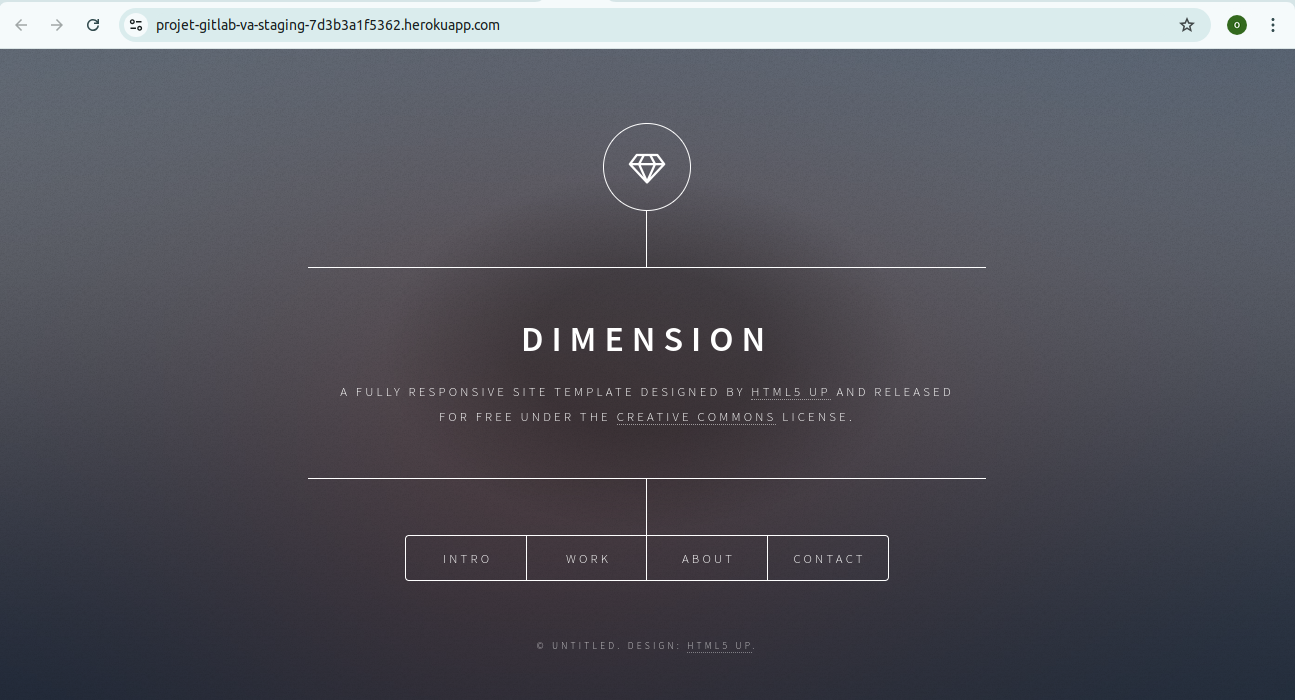 projet-gitlab-va-staging-7d3b3a1f5362.herokuapp.com
O
DIMENSION
A FULLY RESPONSIVE SITE TEMPLATE DESIGNED BY HTML5 UP AND RELEASED
FOR FREE UNDER THE CREATIVE COMMONS LICENSE.
INTRO WORK ABOUT CONTACT
© UNTITLED. DESIGN: HTML5 UP.